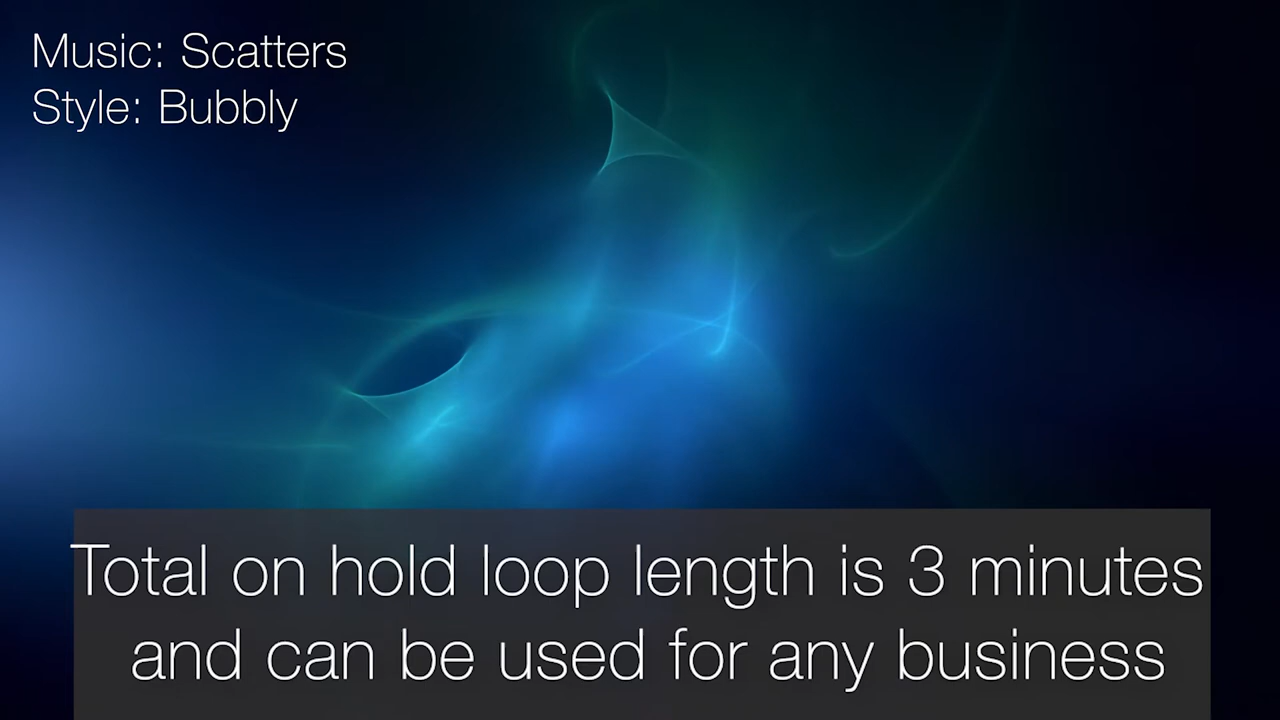 Music: Scatters
Style: Bubbly
Total on hold loop length is 3 minutes
and can be used for any business